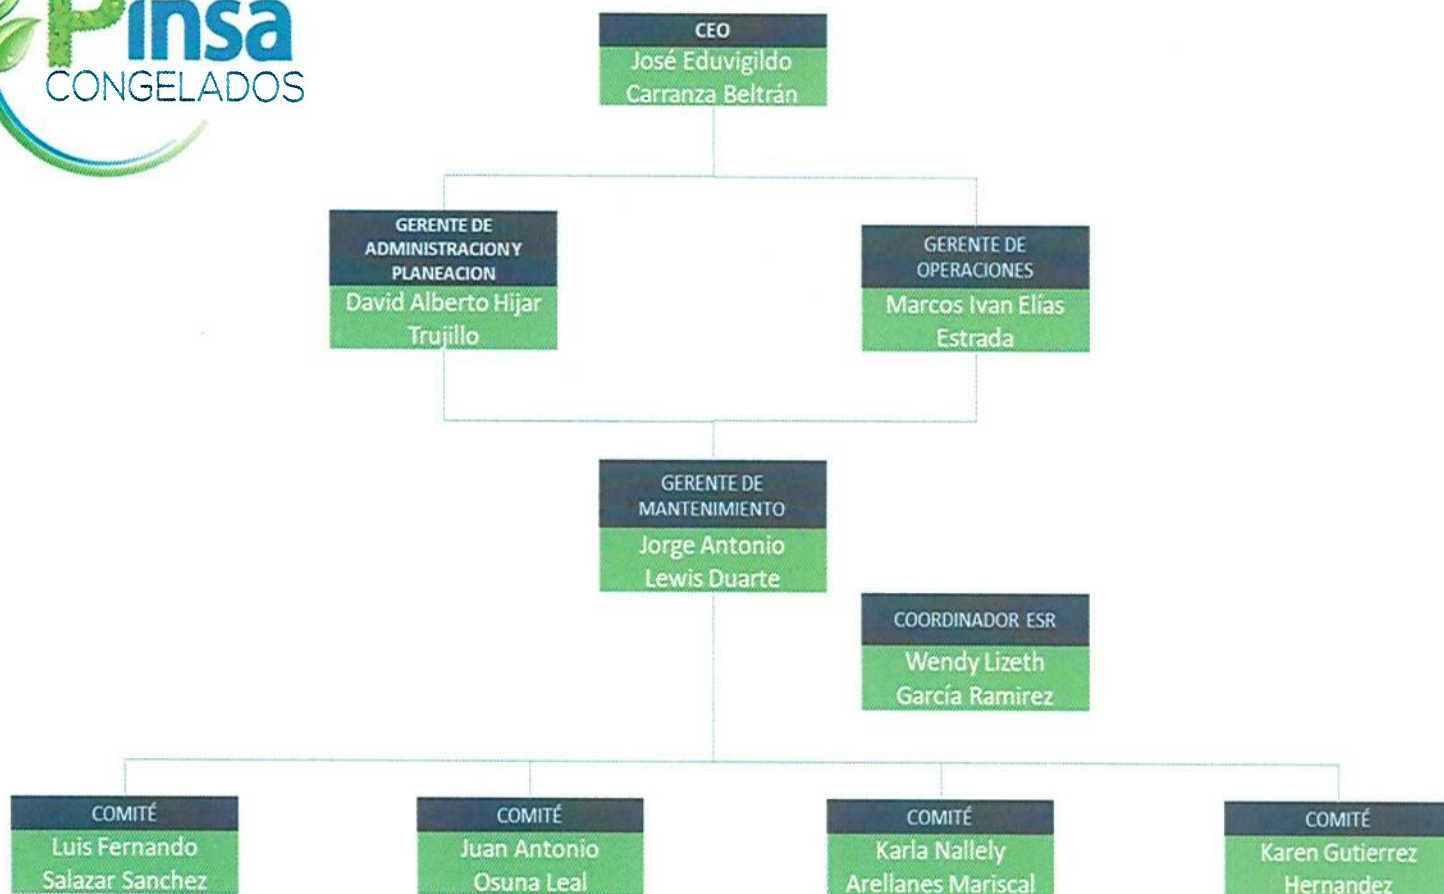 Pinsa
CONGELADOS
CEO
José Eduvigildo
Carranza Beltrán
GERENTE DE
ADMINISTRACION Y
PLANEACION
David Alberto Hijar
Trujillo
GERENTE DE
OPERACIONES
Marcos Ivan Elías
Estrada
GERENTE DE
MANTENIMIENTO
Jorge Antonio
Lewis Duarte
COORDINADOR ESR
Wendy Lizeth
García Ramirez
COMITÉ
Luis Fernando
Salazar Sanchez
COMITÉ
Juan Antonio
Osuna Leal
COMITÉ
Karla Nallely
Arellanes Mariscal
COMITÉ
Karen Gutierrez
Hernandez